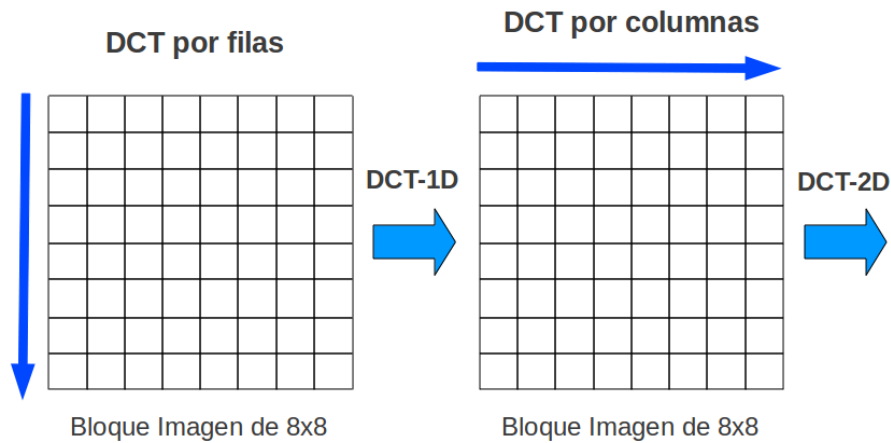 DCT por filas
DCT por columnas
DCT-1D
DCT-2D
Bloque Imagen de 8x8
Bloque Imagen de 8x8